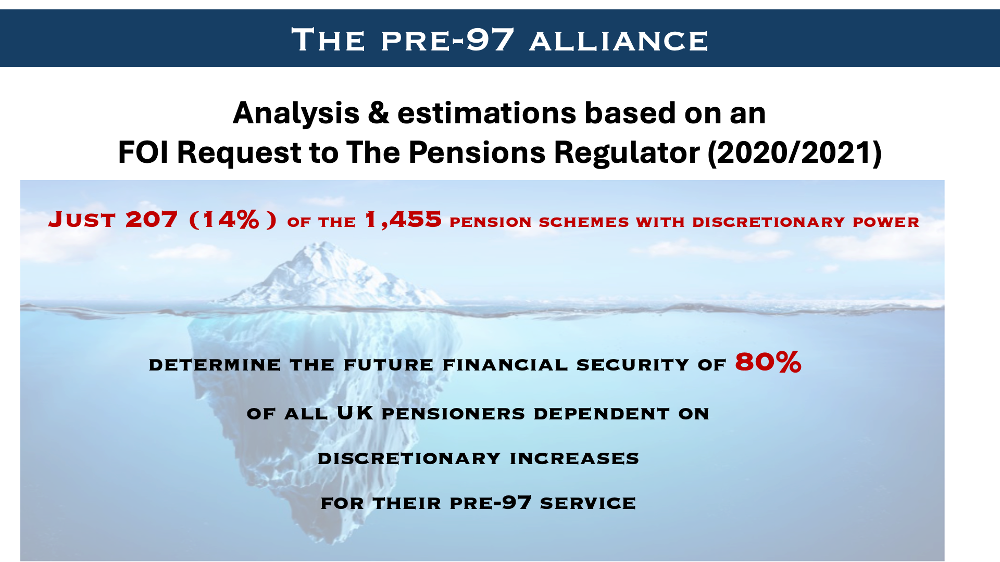 The pre-97 alliance
Analysis & estimations based on an
FOI Request to The Pensions Regulator (2020/2021)
Just 207 (14% ) of the 1,455 pension schemes with discretionary power
determine the future financial security of 80%
of all UK pensioners dependent on
discretionary increases
for their pre-97 service